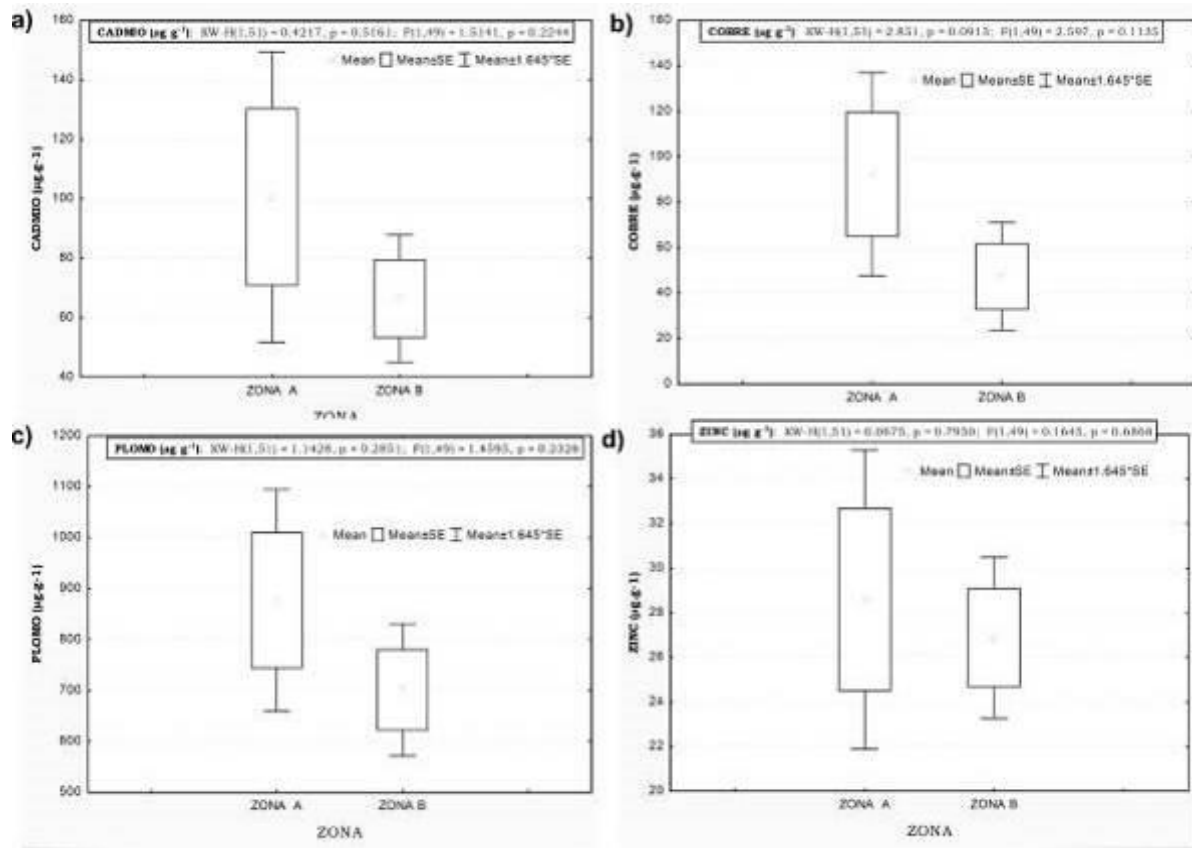 a)
CADMIO (µg g⁻¹): KW-H(1,51) = 0.4217, p = 0.5161; F(1,49) = 1.5141, p = 0.2244
Mean Mean±SE Mean±1.645*SE
CADMIO (µg.g-1)
160
140
120
100
80
60
40
ZONA A ZONA B
ZONA
b)
COBRE (µg g⁻¹): KW-H(1,51) = 2.851, p = 0.0913; F(1,49) = 2.597, p = 0.1135
Mean Mean±SE Mean±1.645*SE
COBRE (µg.g-1)
160
140
120
100
80
60
40
20
0
ZONA A ZONA B
c)
PLOMO (µg g⁻¹): KW-H(1,51) = 1.1426, p = 0.2851; F(1,49) = 1.4595, p = 0.2328
Mean Mean±SE Mean±1.645*SE
PLOMO (µg.g-1)
1200
1100
1000
900
800
700
600
500
ZONA A ZONA B
ZONA
d)
ZINC (µg g⁻¹): KW-H(1,51) = 0.0675, p = 0.7950; F(1,49) = 0.1645, p = 0.6868
Mean Mean±SE Mean±1.645*SE
ZINC (µg.g-1)
36
34
32
30
28
26
24
22
20
ZONA A ZONA B
ZONA